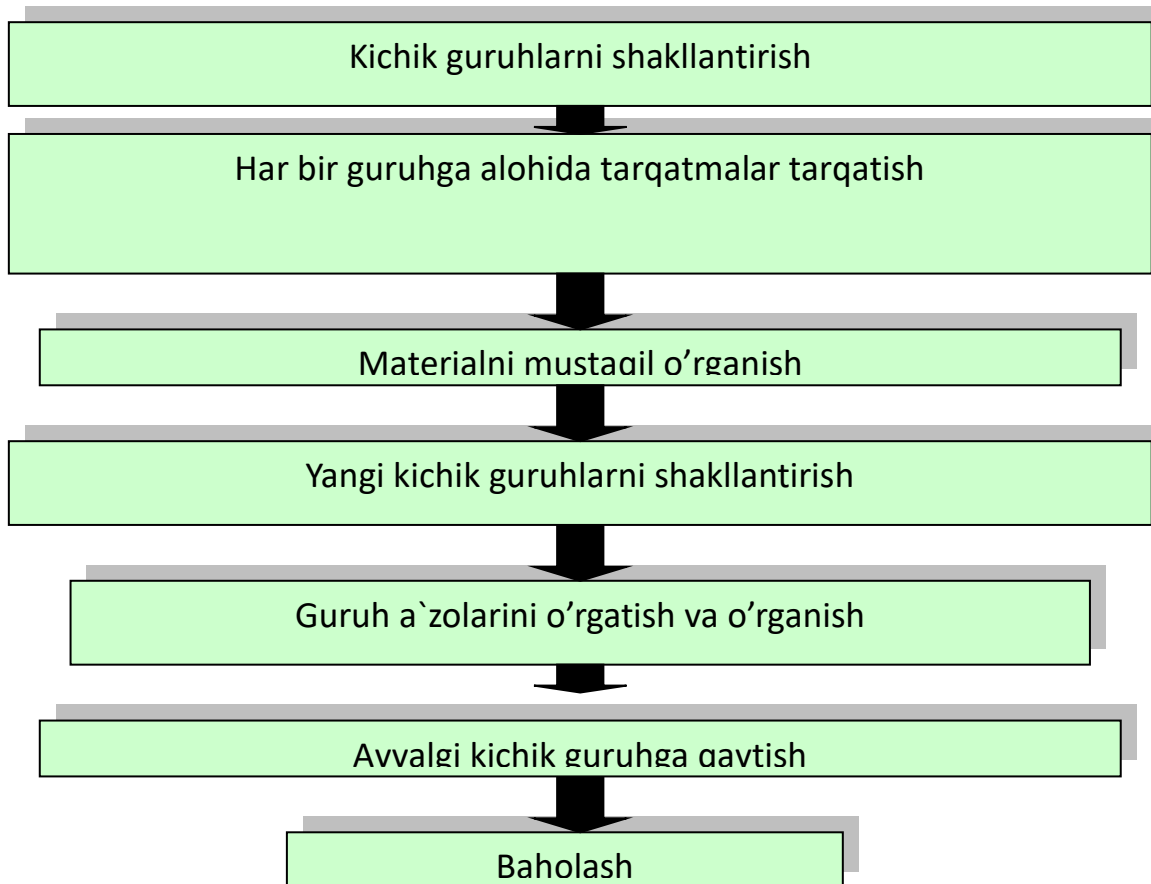 Kichik guruhlarni shakllantirish
Har bir guruhga alohida tarqatmalar tarqatish
Materialni mustaqil o’rganish
Yangi kichik guruhlarni shakllantirish
Guruh a`zolarini o’rgatish va o’rganish
Avvalgi kichik guruhga qaytish
Baholash